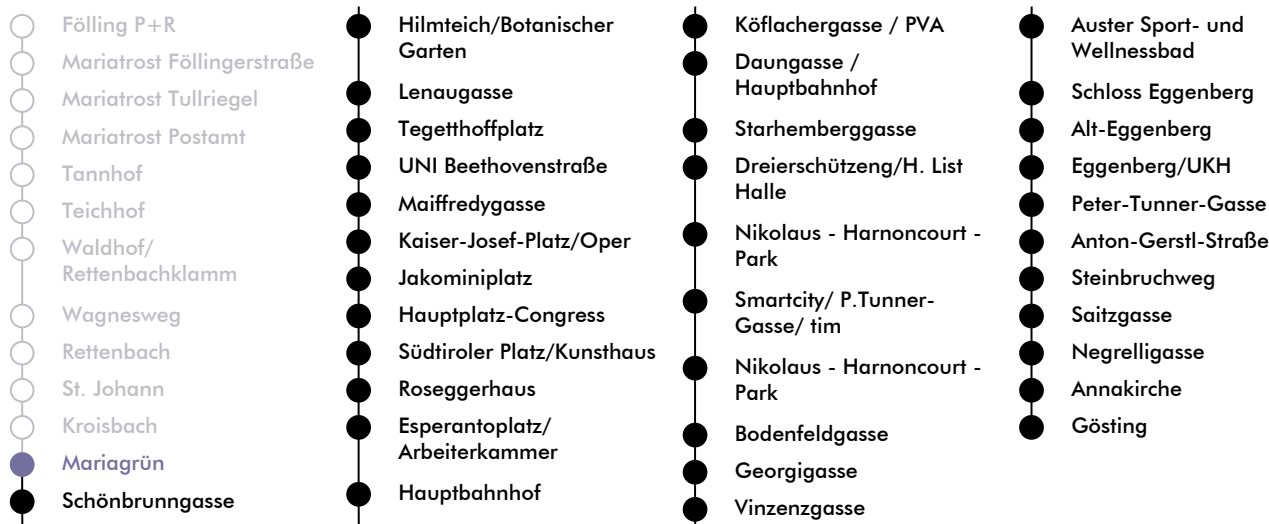 Fölling P+R
Mariatrost Föllingerstraße
Mariatrost Tullriegel
Mariatrost Postamt
Tannhof
Teichhof
Waldhof/
Rettenbachklamm
Wagnesweg
Rettenbach
St. Johann
Kroisbach
Mariagrün
Schönbrunngasse
Hilmteich/Botanischer
Garten
Lenaugasse
Tegetthoffplatz
UNI Beethovenstraße
Maiffredygasse
Kaiser-Josef-Platz/Oper
Jakominiplatz
Hauptplatz-Congress
Südtiroler Platz/Kunsthaus
Roseggerhaus
Esperantoplatz/
Arbeiterkammer
Hauptbahnhof
Köflachergasse / PVA
Daungasse /
Hauptbahnhof
Starhemberggasse
Dreierschützeng/H. List
Halle
Nikolaus - Harnoncourt -
Park
Smartcity/ P.Tunner-
Gasse/ tim
Nikolaus - Harnoncourt -
Park
Bodenfeldgasse
Georgigasse
Vinzenzgasse
Auster Sport- und
Wellnessbad
Schloss Eggenberg
Alt-Eggenberg
Eggenberg/UKH
Peter-Tunner-Gasse
Anton-Gerstl-Straße
Steinbruchweg
Saitzgasse
Negrelligasse
Annakirche
Gösting